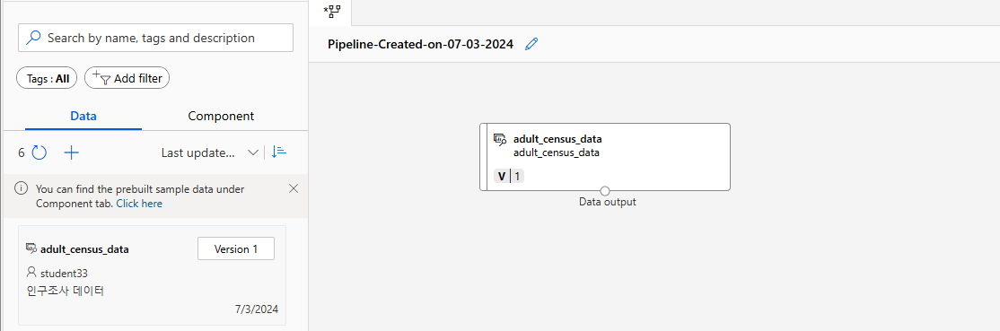 Search by name, tags and description
Tags : All
Add filter
Data
Component
6
Last update...
You can find the prebuilt sample data under
Component tab. Click here
adult_census_data
Version 1
student33
인구조사 데이터
7/3/2024
*
Pipeline-Created-on-07-03-2024
adult_census_data
adult_census_data
V 1
Data output